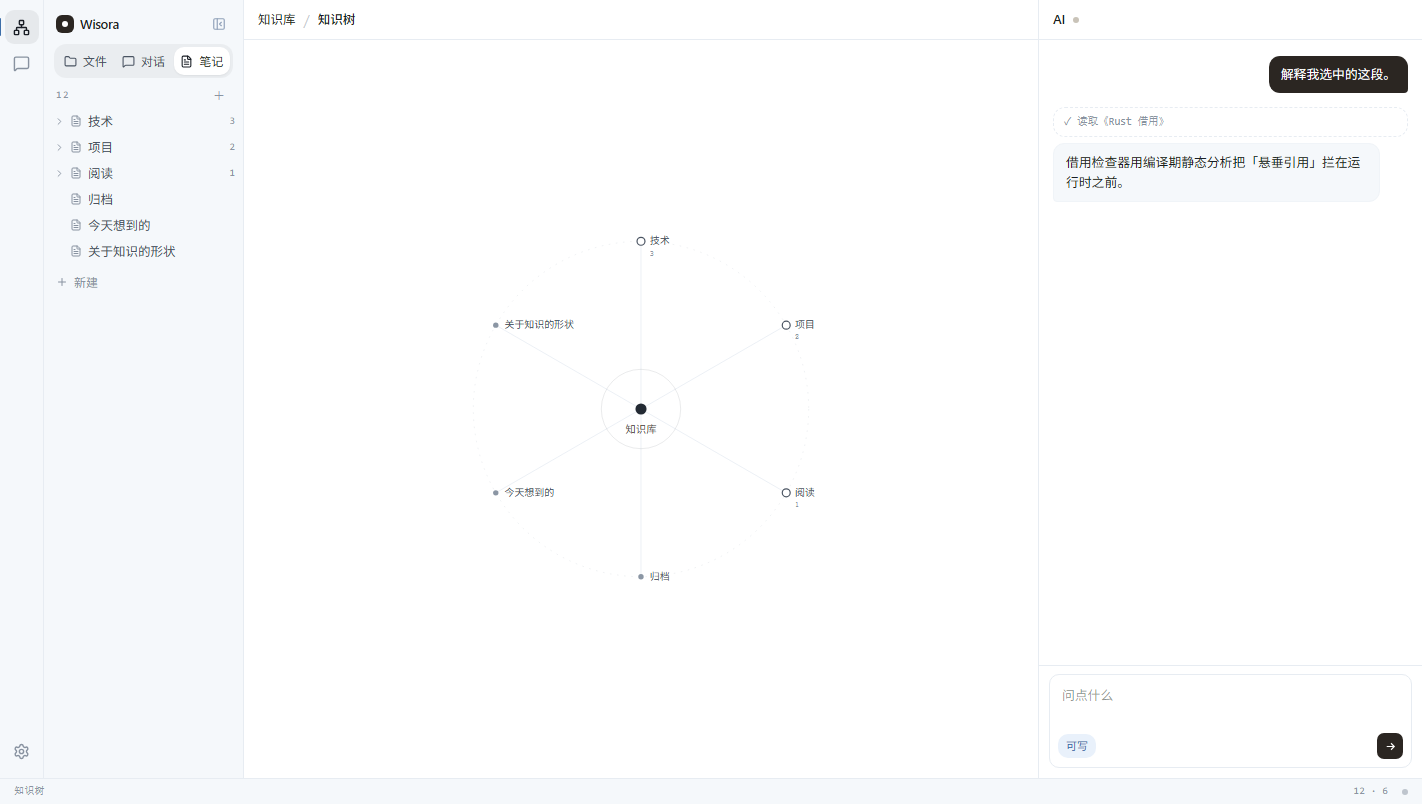 Wisora
文件 对话 笔记
12
技术 3
项目 2
阅读 1
归档
今天想到的
关于知识的形状
新建
知识库 / 知识树
技术
3
关于知识的形状
项目
2
知识库
今天想到的
阅读
1
归档
AI
解释我选中的这段。
✓ 读取《Rust 借用》
借用检查器用编译期静态分析把「悬垂引用」拦在运
行时之前。
问点什么
可写
知识树
12 · 6